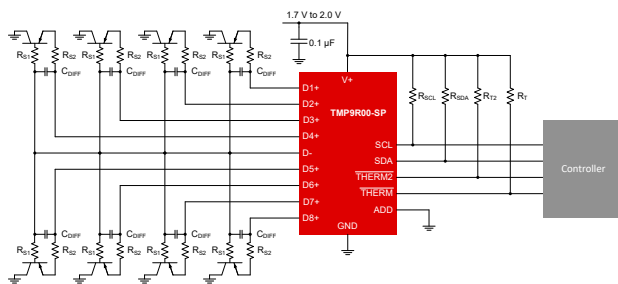 1.7 V to 2.0 V
0.1 µF
RS1 RS2 RS1 RS2 RS1 RS2 RS1 RS2
CDIFF CDIFF CDIFF CDIFF
V+
TMP9R00-SP
D1+
D2+
D3+
D4+
D-
D5+
D6+
D7+
D8+
SCL
SDA
THERM2
THERM
ADD
GND
RSCL RSDA RT2 RT
Controller
CDIFF CDIFF CDIFF CDIFF
RS1 RS2 RS1 RS2 RS1 RS2 RS1 RS2